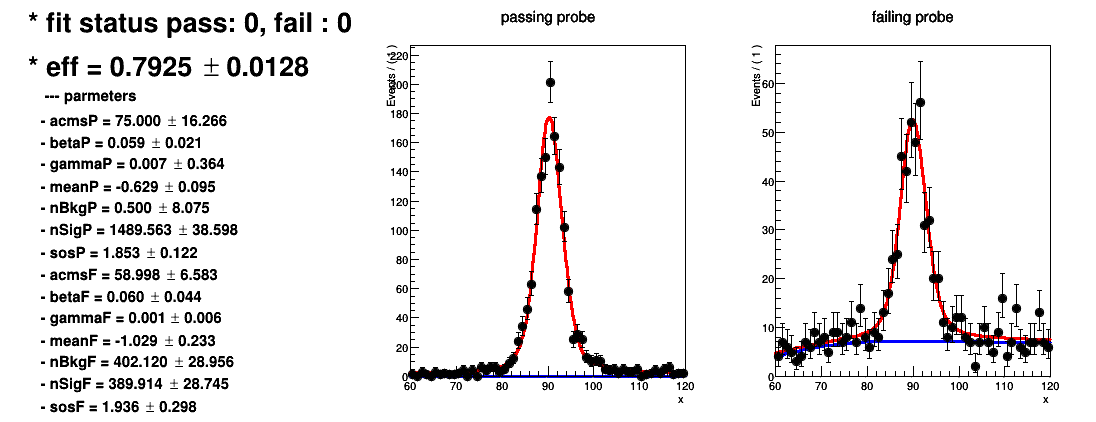 * fit status pass: 0, fail : 0
* eff = 0.7925 ± 0.0128
--- parmeters
- acmsP = 75.000 ± 16.266
- betaP = 0.059 ± 0.021
- gammaP = 0.007 ± 0.364
- meanP = -0.629 ± 0.095
- nBkgP = 0.500 ± 8.075
- nSigP = 1489.563 ± 38.598
- sosP = 1.853 ± 0.122
- acmsF = 58.998 ± 6.583
- betaF = 0.060 ± 0.044
- gammaF = 0.001 ± 0.006
- meanF = -1.029 ± 0.233
- nBkgF = 402.120 ± 28.956
- nSigF = 389.914 ± 28.745
- sosF = 1.936 ± 0.298
passing probe
Events / ( 1 )
220
200
180
160
140
120
100
80
60
40
20
0
60 70 80 90 100 110 120
x
failing probe
Events / ( 1 )
60
50
40
30
20
10
0
60 70 80 90 100 110 120
x